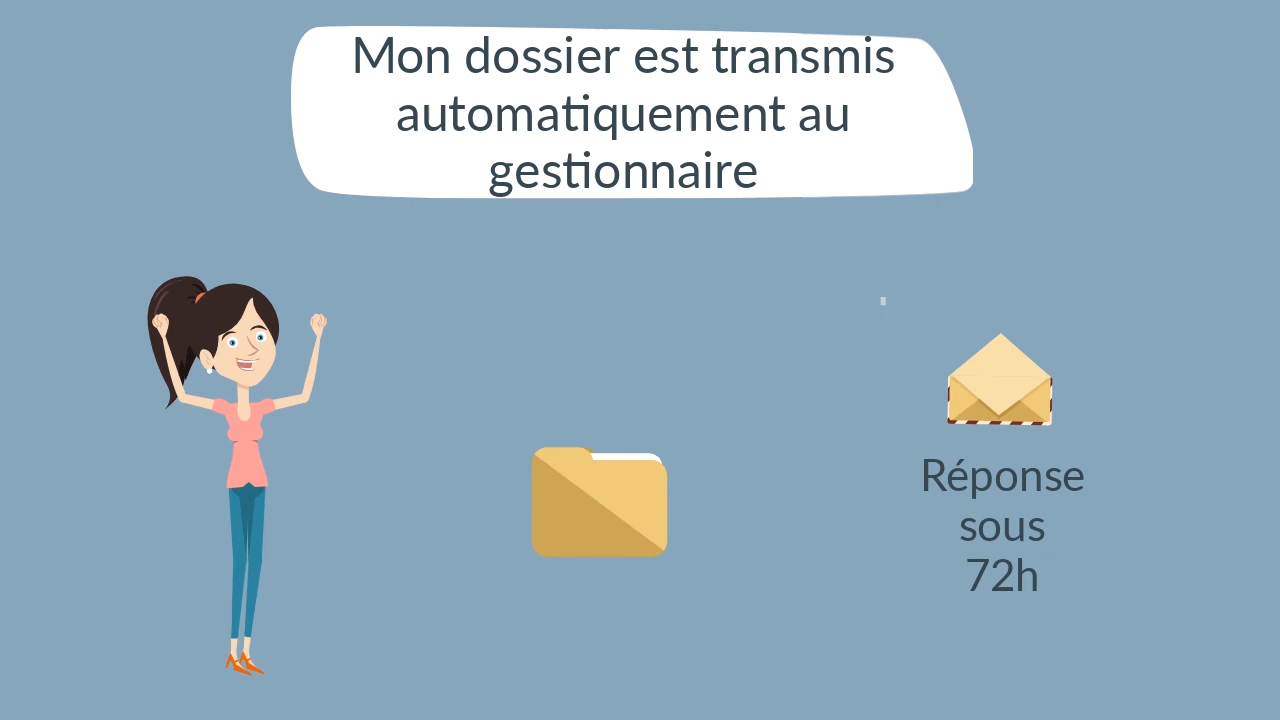 Mon dossier est transmis
automatiquement au
gestionnaire
Réponse
sous
72h